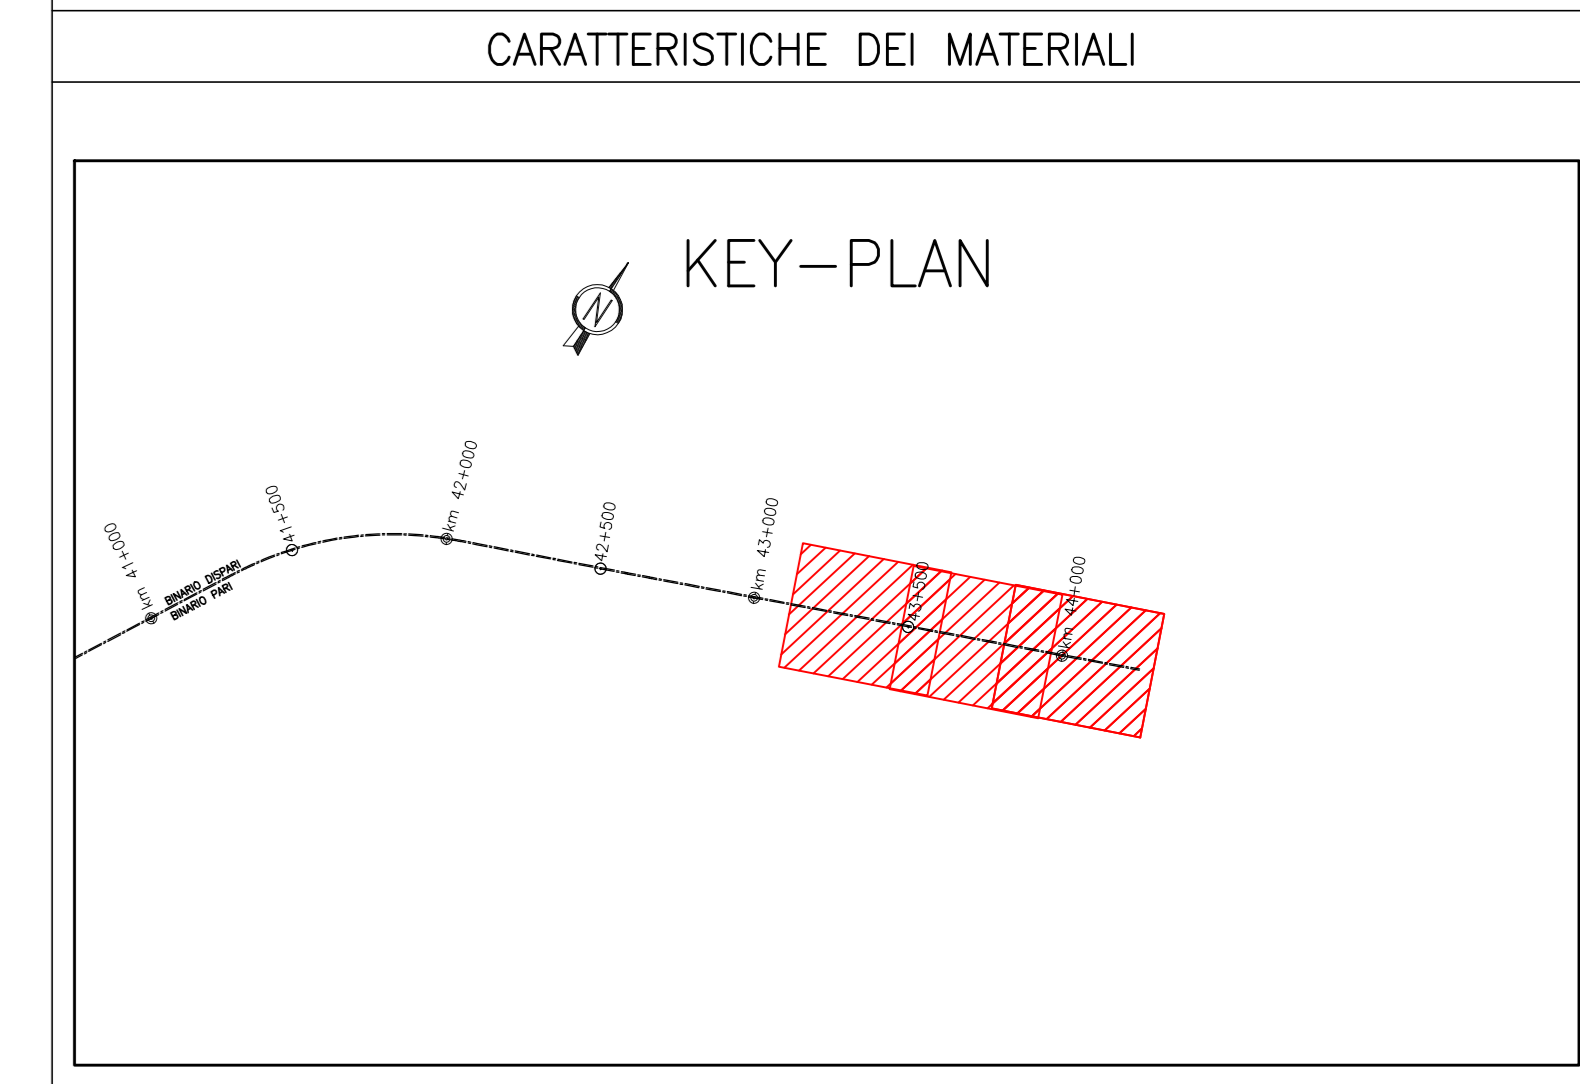 CARATTERISTICHE DEI MATERIALI
KEY-PLAN
N
km 41+000
BINARIO DISPARI
BINARIO PARI
41+500
km 42+000
42+500
km 43+000
43+500
km 44+000